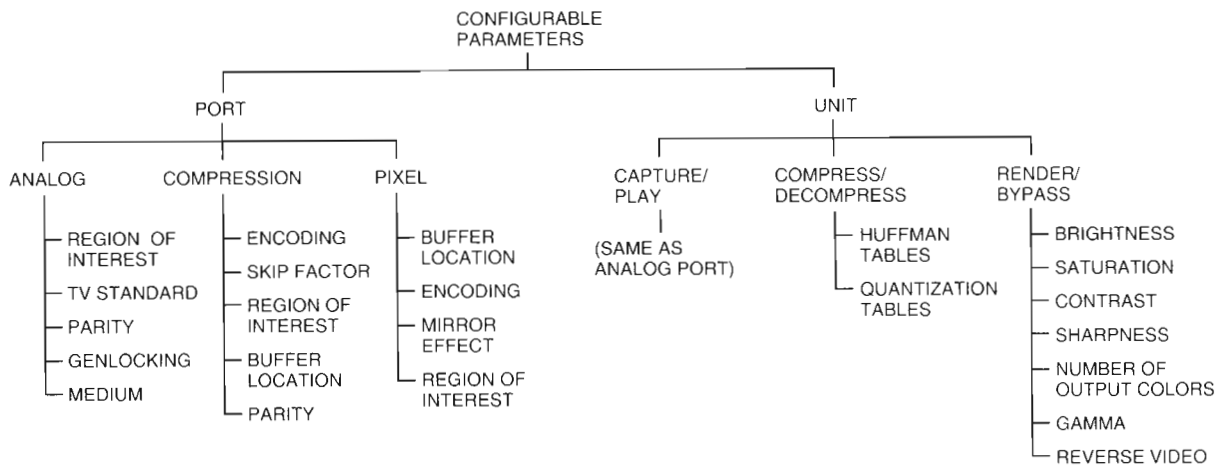 CONFIGURABLE
PARAMETERS
PORT
UNIT
ANALOG
REGION OF
INTEREST
TV STANDARD
PARITY
GENLOCKING
MEDIUM
COMPRESSION
ENCODING
SKIP FACTOR
REGION OF
INTEREST
BUFFER
LOCATION
PARITY
PIXEL
BUFFER
LOCATION
ENCODING
MIRROR
EFFECT
REGION OF
INTEREST
CAPTURE/
PLAY
(SAME AS
ANALOG PORT)
COMPRESS/
DECOMPRESS
HUFFMAN
TABLES
QUANTIZATION
TABLES
RENDER/
BYPASS
BRIGHTNESS
SATURATION
CONTRAST
SHARPNESS
NUMBER OF
OUTPUT COLORS
GAMMA
REVERSE VIDEO